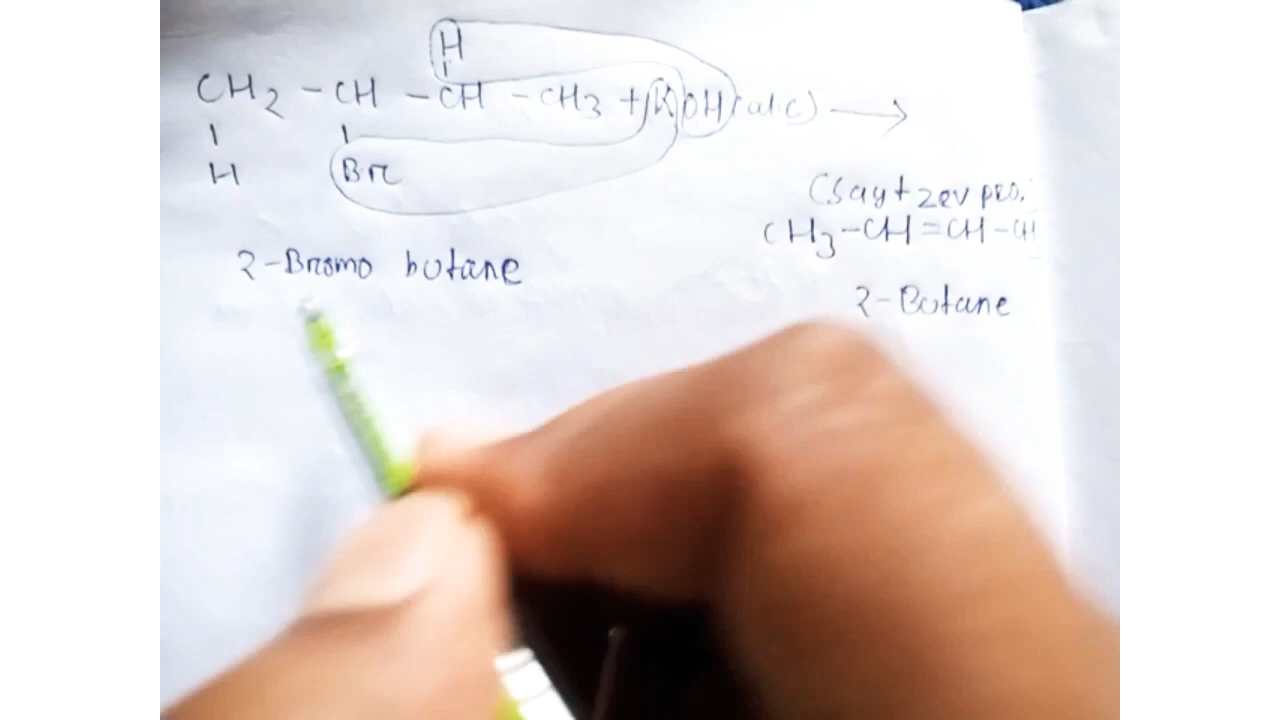 H
CH2 - CH - CH - CH3 + KOH (alc) →
H Br
(Saytzev pro.
CH3-CH=CH-CH
2-Bromo butane
2-Butane